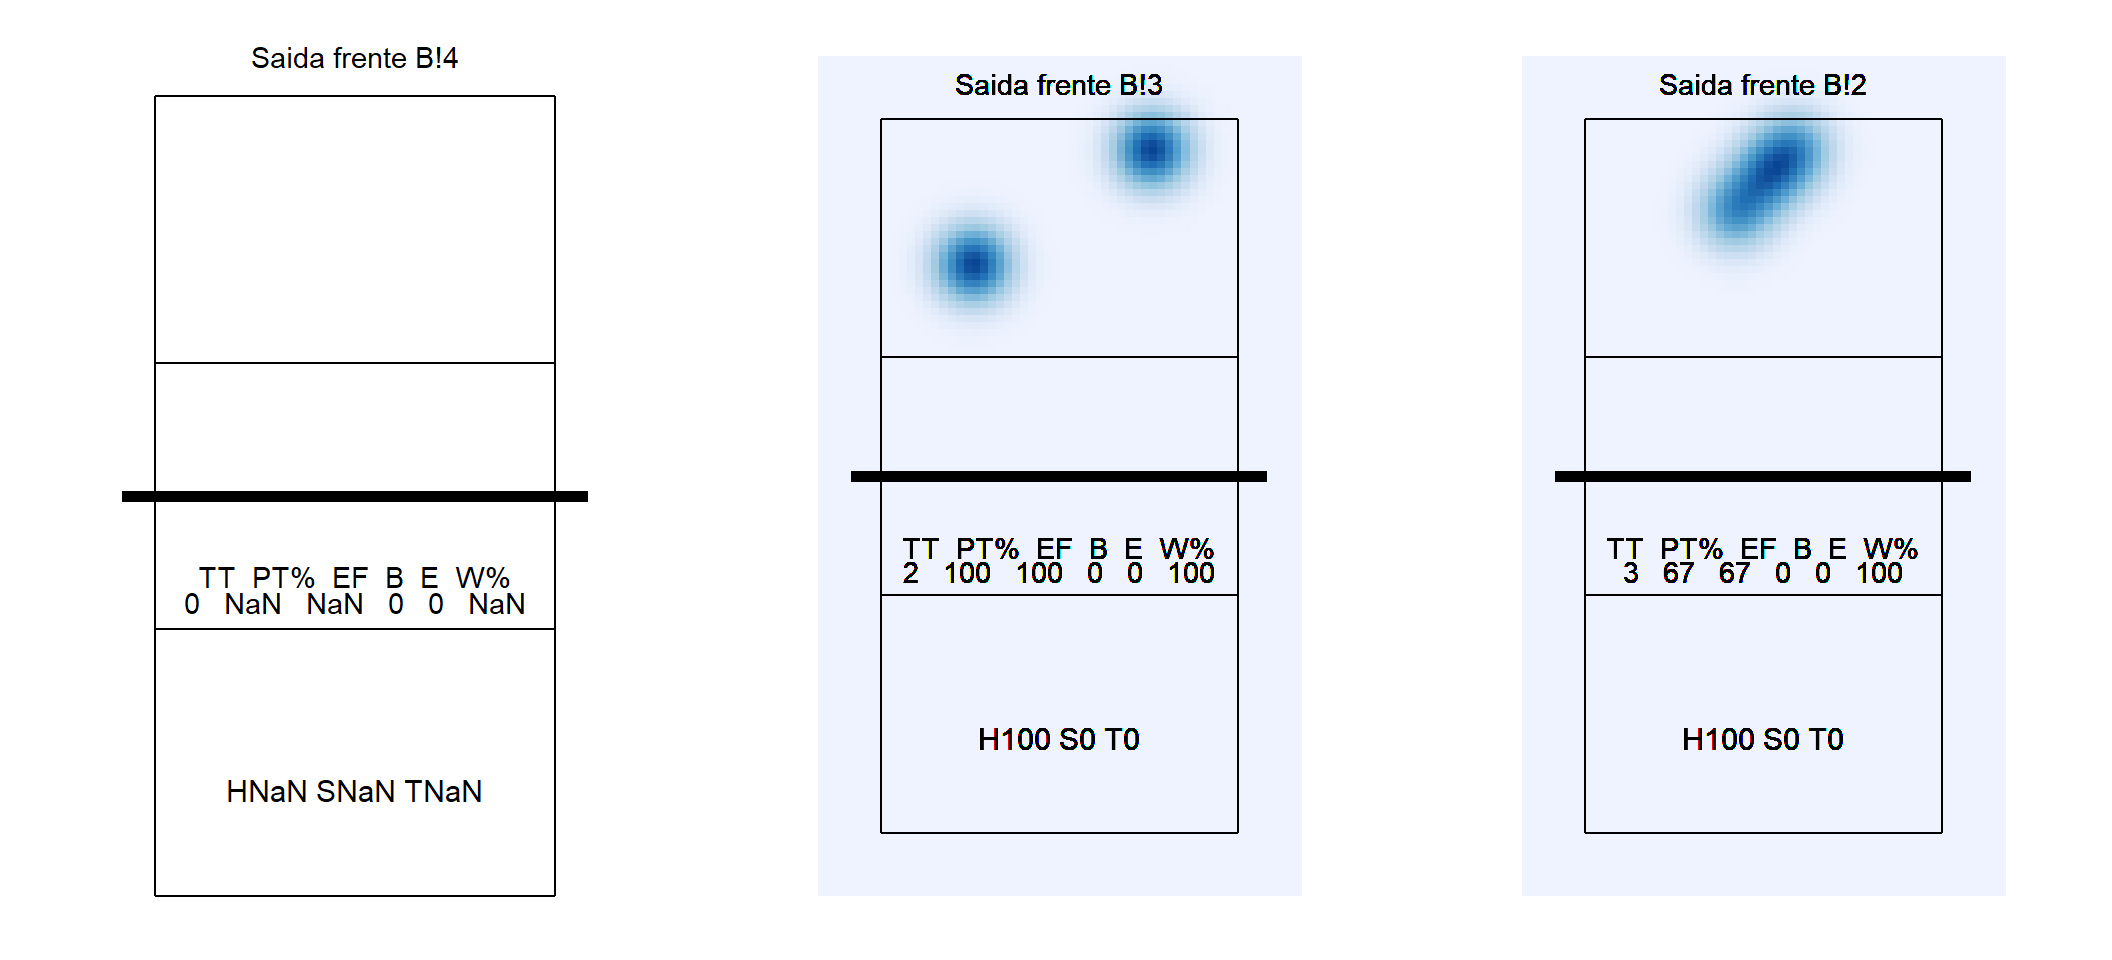 Saida frente B!4
TT PT% EF B E W%
0 NaN NaN 0 0 NaN
HNaN SNaN TNaN
Saida frente B!3
TT PT% EF B E W%
2 100 100 0 0 100
H100 S0 T0
Saida frente B!2
TT PT% EF B E W%
3 67 67 0 0 100
H100 S0 T0